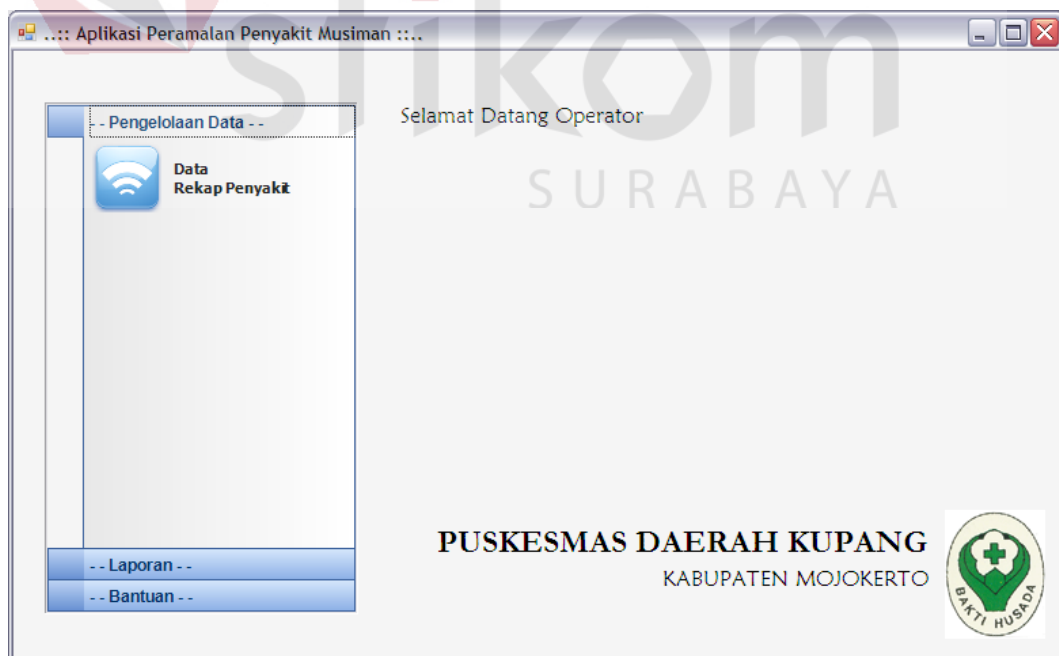 ..:: Aplikasi Peramalan Penyakit Musiman ::..
stikom
SURABAYA
- - Pengelolaan Data - -
Selamat Datang Operator
Data
Rekap Penyakit
PUSKESMAS DAERAH KUPANG
KABUPATEN MOJOKERTO
- - Laporan - -
- - Bantuan - -
BAKTI HUSADA